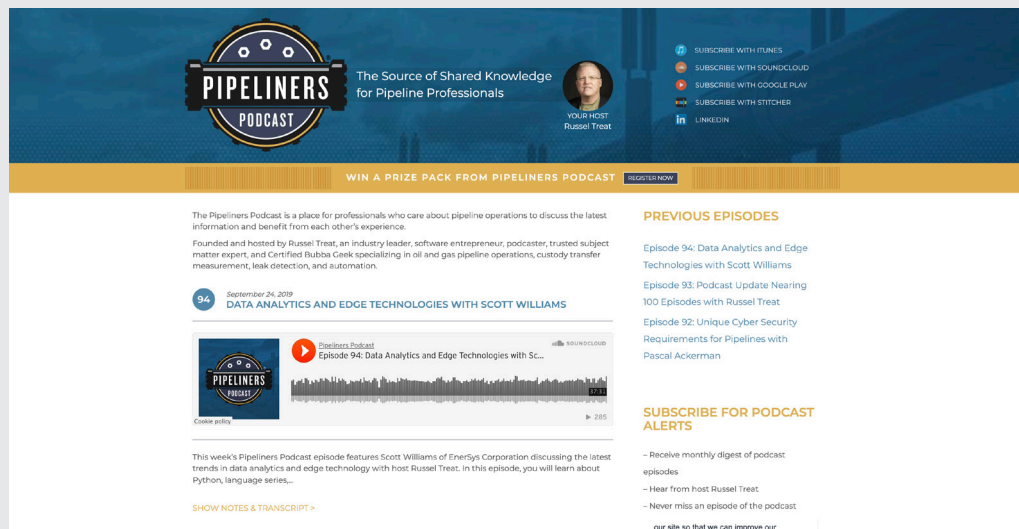 PIPELINERS
PODCAST
The Source of Shared Knowledge
for Pipeline Professionals
YOUR HOST
Russel Treat
SUBSCRIBE WITH ITUNES
SUBSCRIBE WITH SOUNDCLOUD
SUBSCRIBE WITH GOOGLE PLAY
SUBSCRIBE WITH STITCHER
in LINKEDIN
WIN A PRIZE PACK FROM PIPELINERS PODCAST REGISTER NOW
The Pipeliners Podcast is a place for professionals who care about pipeline operations to discuss the latest
information and benefit from each other's experience.
Founded and hosted by Russel Treat, an industry leader, software entrepreneur, podcaster, trusted subject
matter expert, and Certified Bubba Geek specializing in oil and gas pipeline operations, custody transfer
measurement, leak detection, and automation.
94
September 24, 2019
DATA ANALYTICS AND EDGE TECHNOLOGIES WITH SCOTT WILLIAMS
PIPELINERS
PODCAST
Cookie policy
Pipeliners Podcast
Episode 94: Data Analytics and Edge Technologies with Sc...
SOUNDCLOUD
37:31
285
This week's Pipeliners Podcast episode features Scott Williams of EnerSys Corporation discussing the latest
trends in data analytics and edge technology with host Russel Treat. In this episode, you will learn about
Python, language series,...
SHOW NOTES & TRANSCRIPT >
PREVIOUS EPISODES
Episode 94: Data Analytics and Edge
Technologies with Scott Williams
Episode 93: Podcast Update Nearing
100 Episodes with Russel Treat
Episode 92: Unique Cyber Security
Requirements for Pipelines with
Pascal Ackerman
SUBSCRIBE FOR PODCAST
ALERTS
– Receive monthly digest of podcast
episodes
– Hear from host Russel Treat
– Never miss an episode of the podcast
our site so that we can improve our